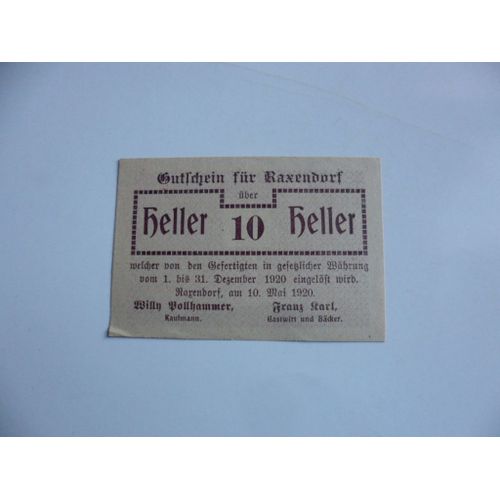 Gutschein für Raxendorf
über
Heller 10 Heller
welcher von den Gefertigten in gesetzlicher Währung
vom 1. bis 31. Dezember 1920 eingelöst wird.
Raxendorf, am 10. Mai 1920.
Willy Pollhammer, Franz Karl,
Kaufmann. Gastwirt und Bäcker.